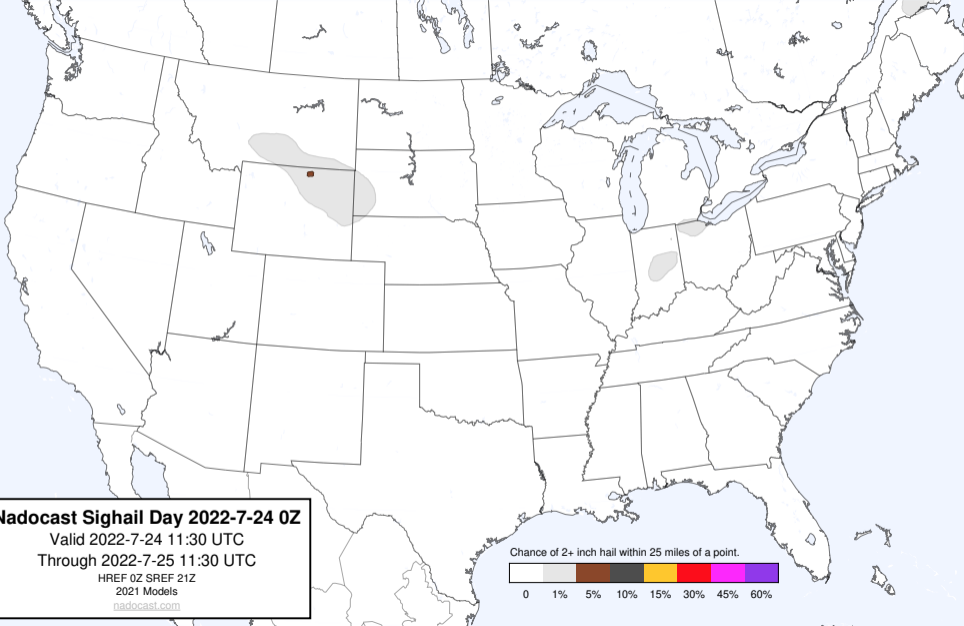 Nadocast Sighail Day 2022-7-24 0Z
Valid 2022-7-24 11:30 UTC
Through 2022-7-25 11:30 UTC
HREF 0Z SREF 21Z
2021 Models
nadocast.com
Chance of 2+ inch hail within 25 miles of a point.
0 1% 5% 10% 15% 30% 45% 60%